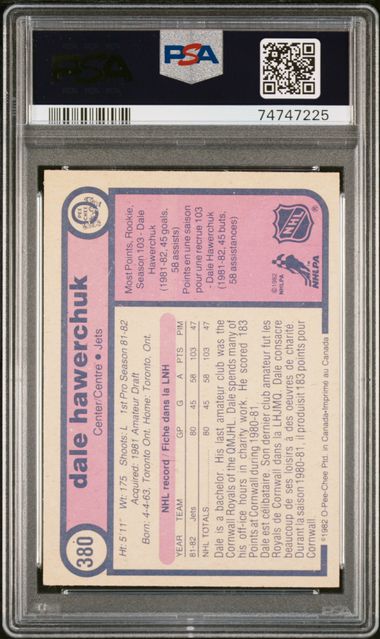 PSA
PSA
74747225
380
dale hawerchuk
Center/Centre • Jets
O-PEE-CHEE
Ht: 5'11" Wt: 175 Shoots: L 1st Pro Season 81-82
Acquired: 1981 Amateur Draft
Born: 4-4-63, Toronto Ont. Home: Toronto, Ont.
NHL record / Fiche dans la LNH
YEAR TEAM GP G A PTS PIM
81-82 Jets 80 45 58 103 47
NHL TOTALS 80 45 58 103 47
Dale is a bachelor. His last amateur club was the
Cornwall Royals of the QMJHL. Dale spends many of
his off-ice hours in charity work. He scored 183
Points at Cornwall during 1980-81
Dale est célibataire. Son dernier club amateur fut les
Royals de Cornwall dans la LHJMQ. Dale consacre
beaucoup de ses loisirs à des oeuvres de charité
Durant la saison 1980-81, il produisit 183 points pour
Cornwall.
Most Points, Rookie,
Season 103 - Dale
Hawerchuk
(1981-82, 45 goals,
58 assists)
Points en une saison
pour une recrue 103
- Dale Hawerchuk
(1981-82, 45 buts,
58 assistances)
©1982
NHLPA
NHLPA
NHL
®
©1982 O-Pee-Chee Ptd. in Canada-Imprimé au Canada